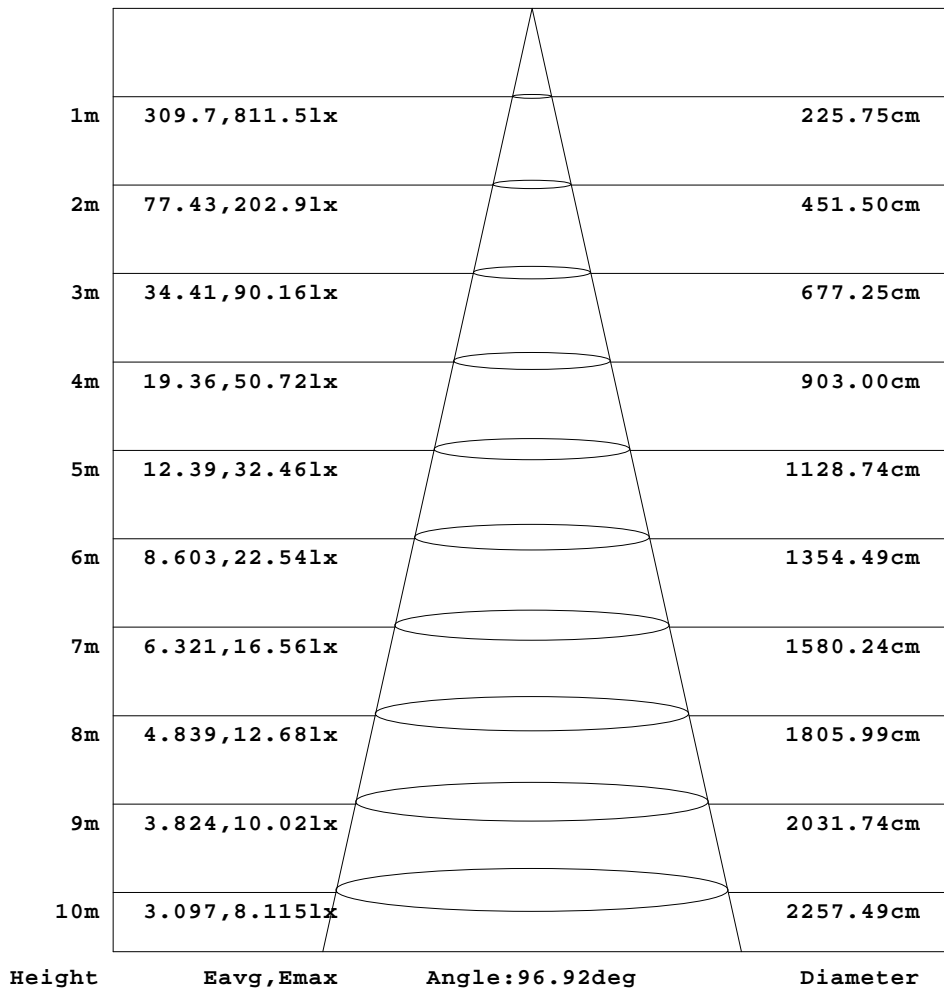 1m 309.7,811.5lx 225.75cm
2m 77.43,202.9lx 451.50cm
3m 34.41,90.16lx 677.25cm
4m 19.36,50.72lx 903.00cm
5m 12.39,32.46lx 1128.74cm
6m 8.603,22.54lx 1354.49cm
7m 6.321,16.56lx 1580.24cm
8m 4.839,12.68lx 1805.99cm
9m 3.824,10.02lx 2031.74cm
10m 3.097,8.115lx 2257.49cm
Height Eavg,Emax Angle:96.92deg Diameter